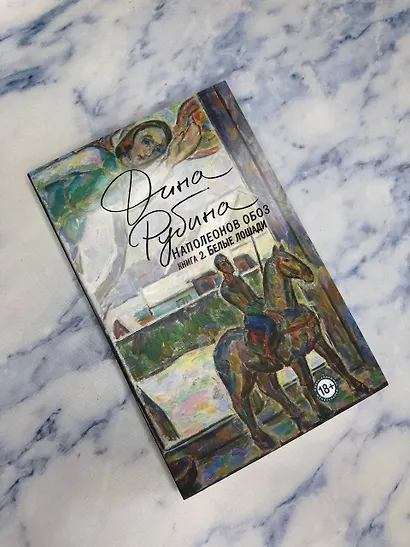 Дина
Рубина
НАПОЛЕОНОВ ОБОЗ
КНИГА 2. БЕЛЫЕ ЛОШАДИ
18+